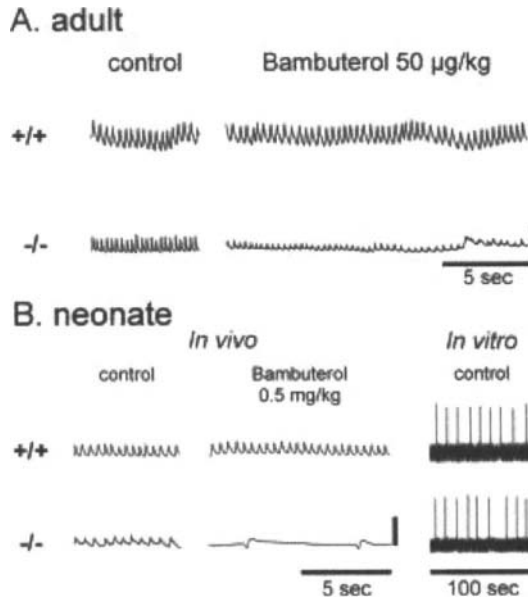 A. adult
control Bambuterol 50 µg/kg
+/+
-/-
5 sec
B. neonate
In vivo In vitro
control Bambuterol control
0.5 mg/kg
+/+
-/-
5 sec 100 sec